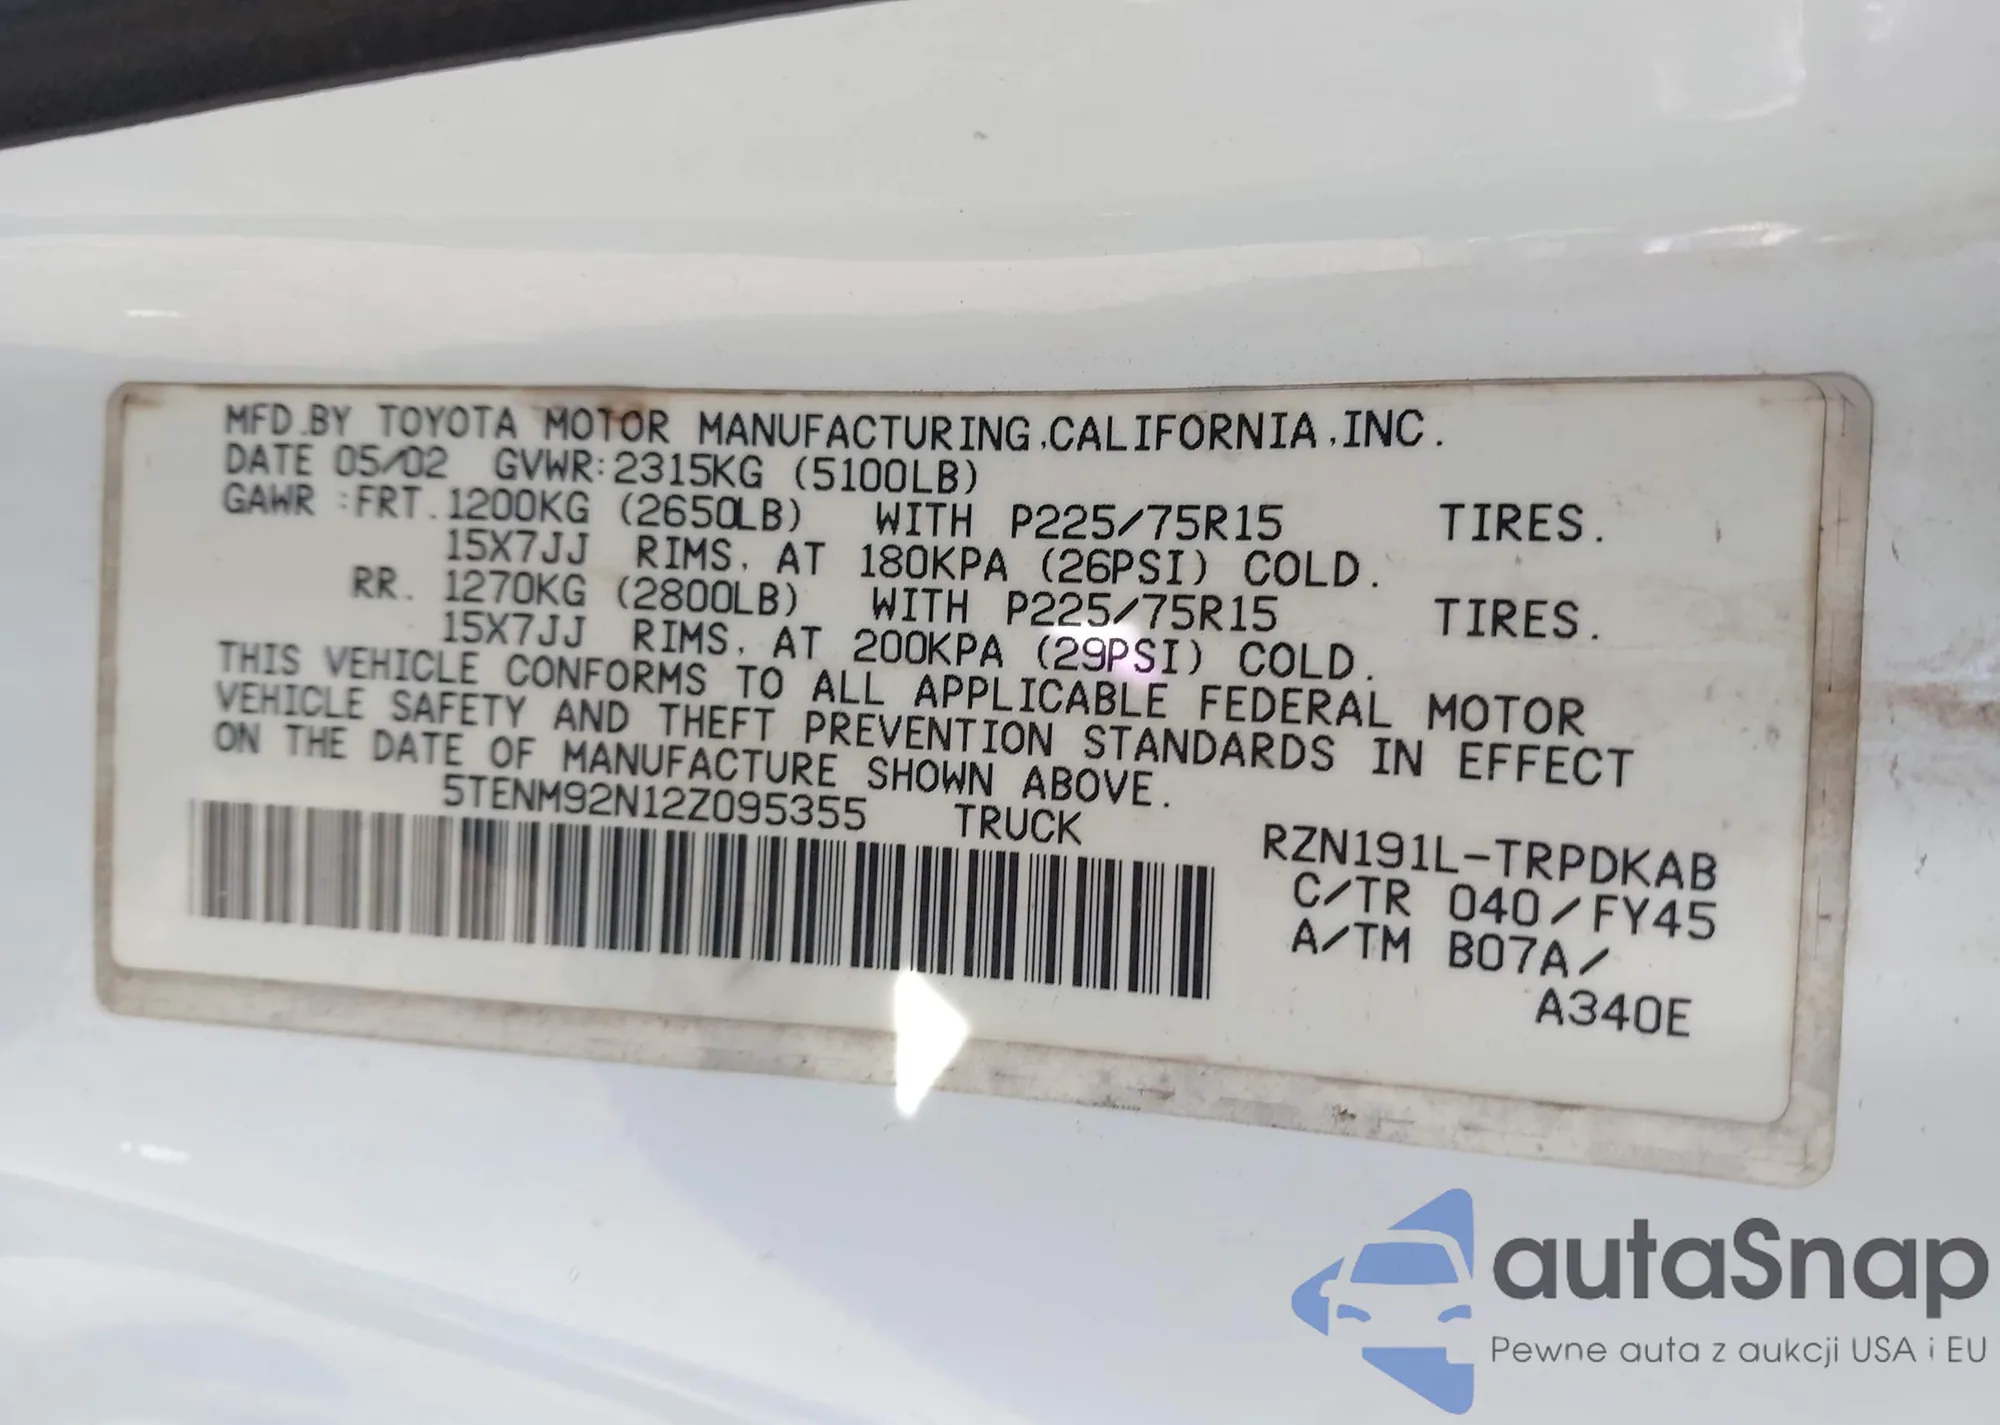 MFD.BY TOYOTA MOTOR MANUFACTURING,CALIFORNIA,INC.
DATE 05/02 GVWR:2315KG (5100LB)
GAWR :FRT. 1200KG (2650LB) WITH P225/75R15 TIRES.
15X7JJ RIMS, AT 180KPA (26PSI) COLD.
RR. 1270KG (2800LB) WITH P225/75R15 TIRES.
15X7JJ RIMS, AT 200KPA (29PSI) COLD.
THIS VEHICLE CONFORMS TO ALL APPLICABLE FEDERAL MOTOR
VEHICLE SAFETY AND THEFT PREVENTION STANDARDS IN EFFECT
ON THE DATE OF MANUFACTURE SHOWN ABOVE.
5TENM92N12Z095355 TRUCK
RZN191L-TRPDKAB
C/TR 040/FY45
A/TM B07A/
A340E
autaSnap
Pewne auta z aukcji USA i EU